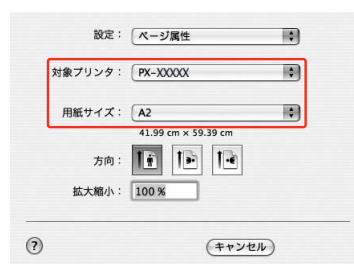 設定： ページ属性
対象プリンタ： PX-XXXXX
用紙サイズ： A2
41.99 cm × 59.39 cm
方向：
拡大縮小： 100 %
? キャンセル